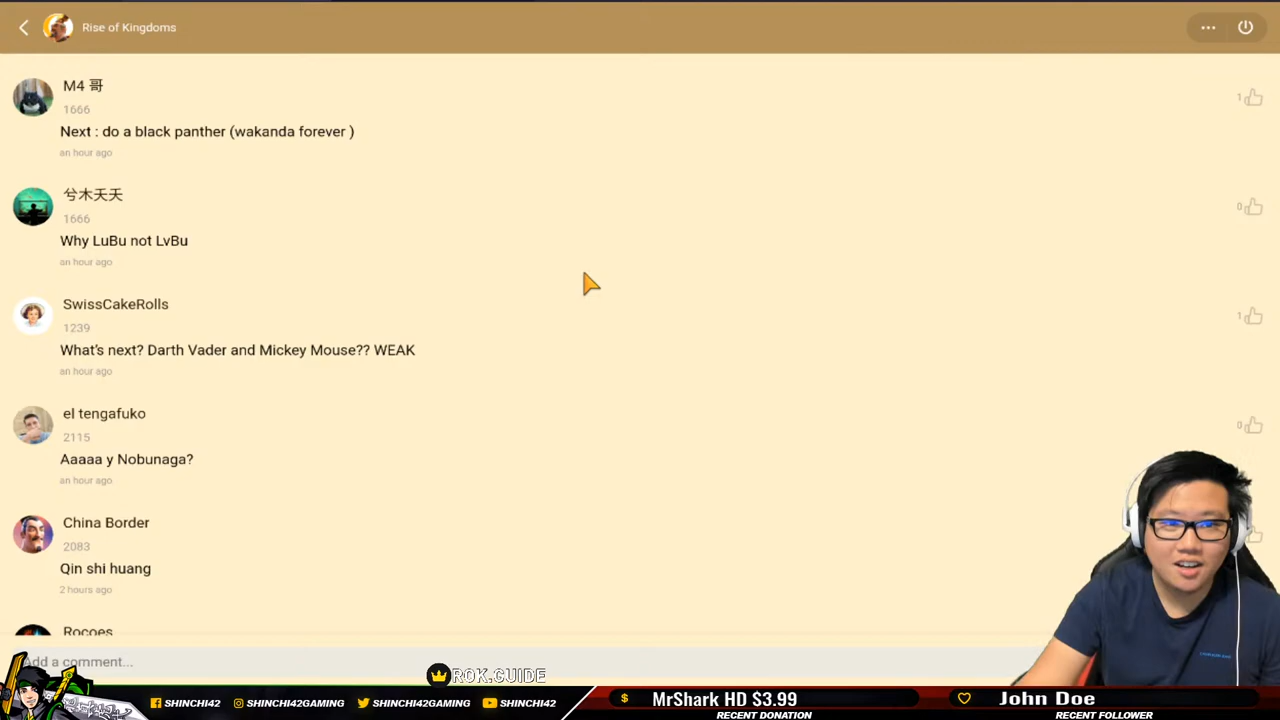 Rise of Kingdoms
M4 哥
1666
1
Next : do a black panther (wakanda forever )
an hour ago
兮木天天
1666
0
Why LuBu not LvBu
an hour ago
SwissCakeRolls
1239
1
What's next? Darth Vader and Mickey Mouse?? WEAK
an hour ago
el tengafuko
2115
0
Aaaaa y Nobunaga?
an hour ago
China Border
2083
Qin shi huang
2 hours ago
Rocoes
Add a comment...
ROK.GUIDE
SHINCHI42
SHINCHI42GAMING
SHINCHI42GAMING
SHINCHI42
$ MrShark HD $3.99
RECENT DONATION
John Doe
RECENT FOLLOWER